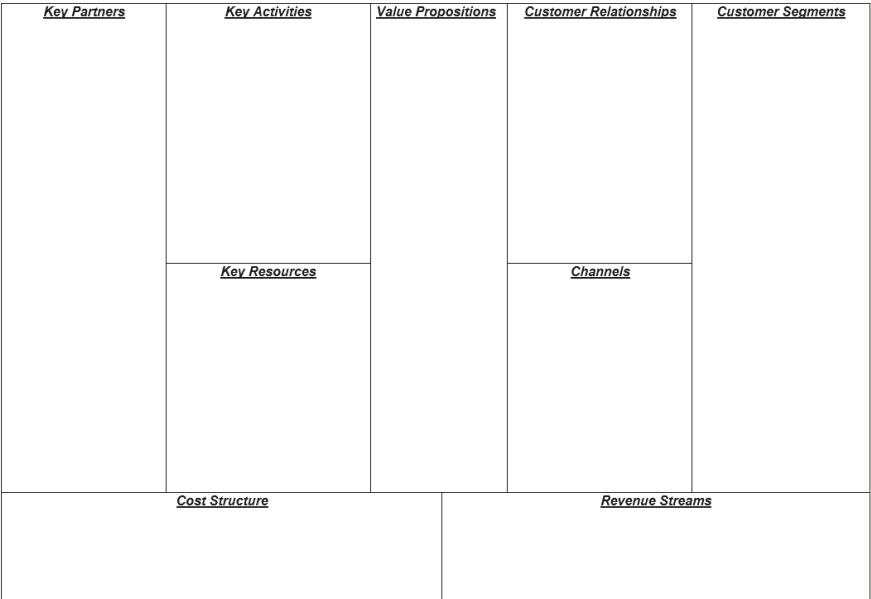 Key Partners
Key Activities
Value Propositions
Customer Relationships
Customer Segments
Key Resources
Channels
Cost Structure
Revenue Streams